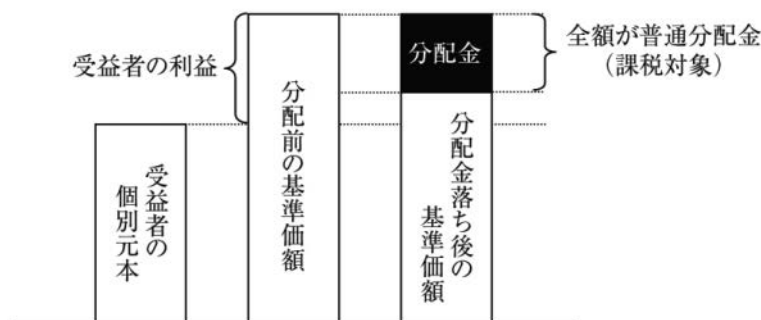 受益者の利益
受益者の
個別元本
分配前の基準価額
分配金
分配金落ち後の
基準価額
全額が普通分配金
（課税対象）